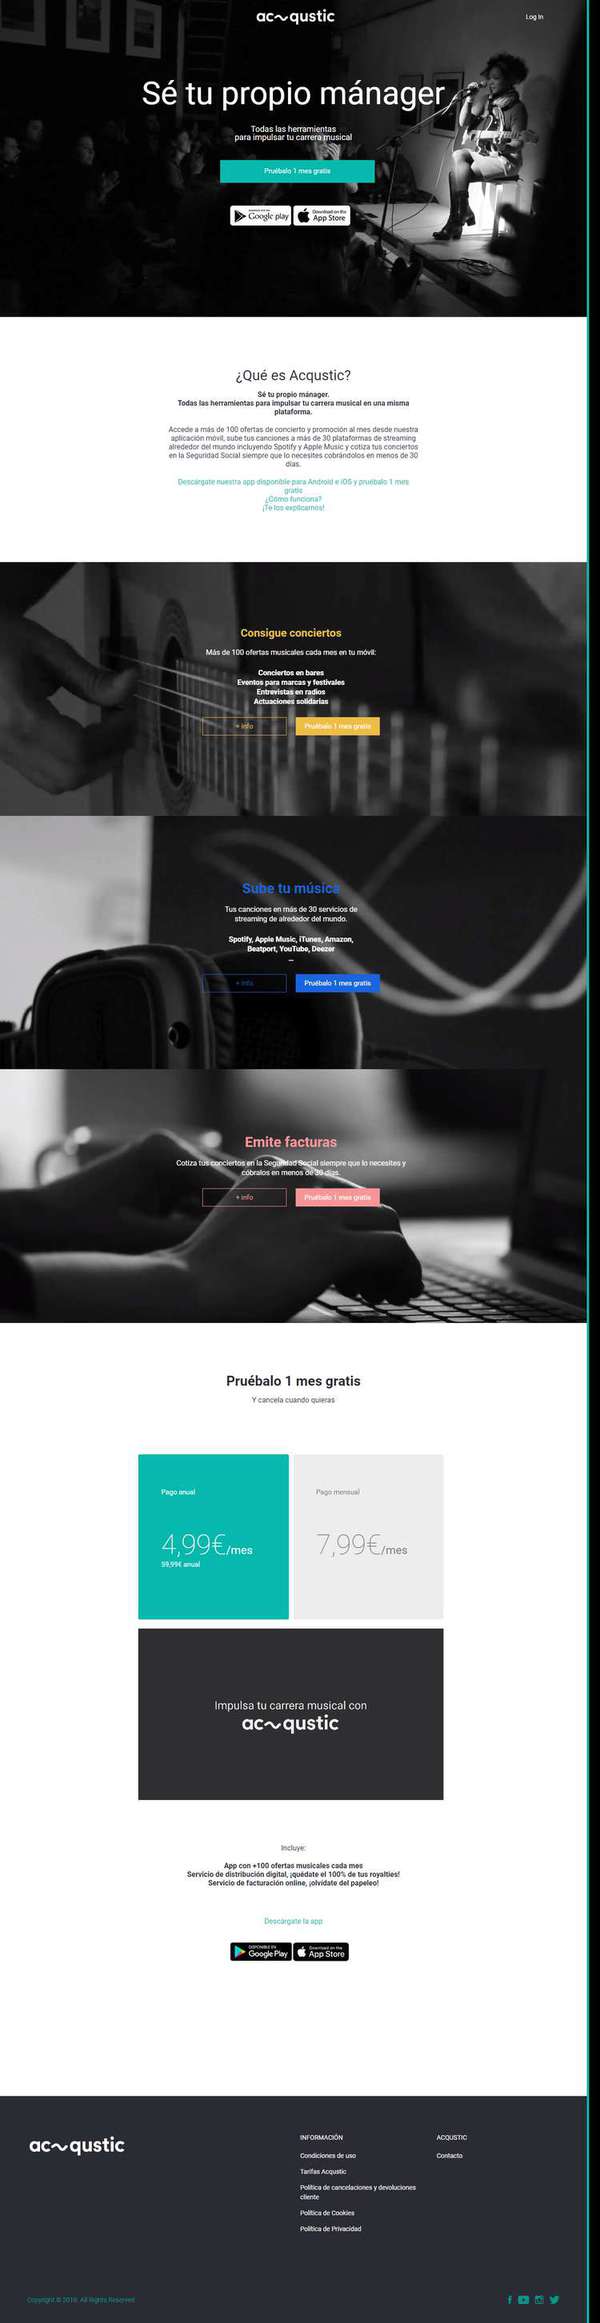 acqustic
Log In
Sé tu propio mánager
Todas las herramientas
para impulsar tu carrera musical
Pruébalo 1 mes gratis
Google play
Download on the
App Store
¿Qué es Acqustic?
Sé tu propio mánager.
Todas las herramientas para impulsar tu carrera musical en una misma
plataforma.
Accede a más de 100 ofertas de concierto y promoción al mes desde nuestra
aplicación móvil, sube tus canciones a más de 30 plataformas de streaming
alrededor del mundo incluyendo Spotify y Apple Music y cotiza tus conciertos
en la Seguridad Social siempre que lo necesites cobrándolos en menos de 30
días.
Descárgate nuestra app disponible para Android e iOS y pruébalo 1 mes
gratis
¿Cómo funciona?
¡Te los explicamos!
Consigue conciertos
Más de 100 ofertas musicales cada mes en tu móvil:
Conciertos en bares
Eventos para marcas y festivales
Entrevistas en radios
Actuaciones solidarias
+ info
Pruébalo 1 mes gratis
Sube tu música
Tus canciones en más de 30 servicios de
streaming de alrededor del mundo.
Spotify, Apple Music, iTunes, Amazon,
Beatport, YouTube, Deezer
...
+ info
Pruébalo 1 mes gratis
Emite facturas
Cotiza tus conciertos en la Seguridad Social siempre que lo necesites y
cóbralos en menos de 30 días.
+ info
Pruébalo 1 mes gratis
Pruébalo 1 mes gratis
Y cancela cuando quieras
Pago anual
4,99€/mes
59,99€ anual
Pago mensual
7,99€/mes
Impulsa tu carrera musical con
acqustic
Incluye:
App con +100 ofertas musicales cada mes
Servicio de distribución digital, ¡quédate el 100% de tus royalties!
Servicio de facturación online, ¡olvídate del papeleo!
Descárgate la app
DISPONIBLE EN
Google Play
Download on the
App Store
acqustic
INFORMACIÓN
Condiciones de uso
Tarifas Acqustic
Política de cancelaciones y devoluciones
cliente
Política de Cookies
Política de Privacidad
ACQUSTIC
Contacto
Copyright © 2018. All Rights Reserved